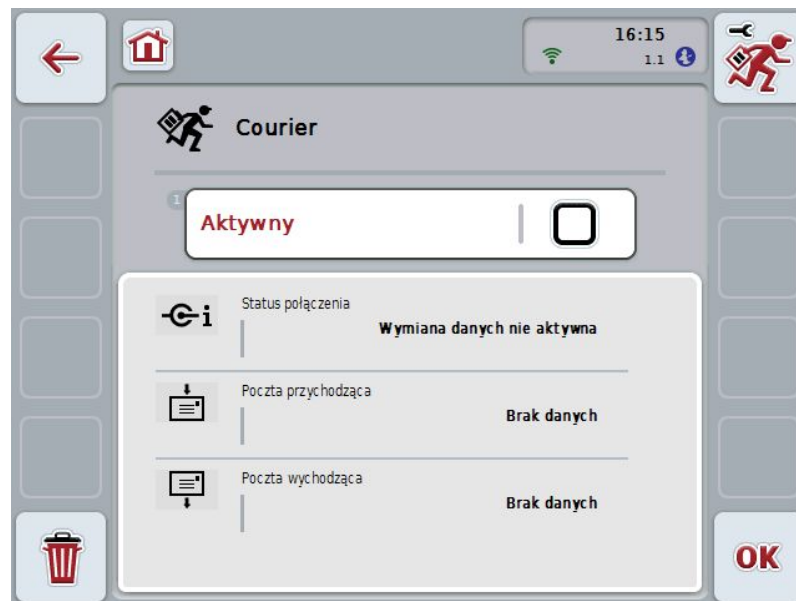 16:15
1.1
Courier
1
Aktywny
Status połączenia
Wymiana danych nie aktywna
Poczta przychodząca
Brak danych
Poczta wychodząca
Brak danych
OK